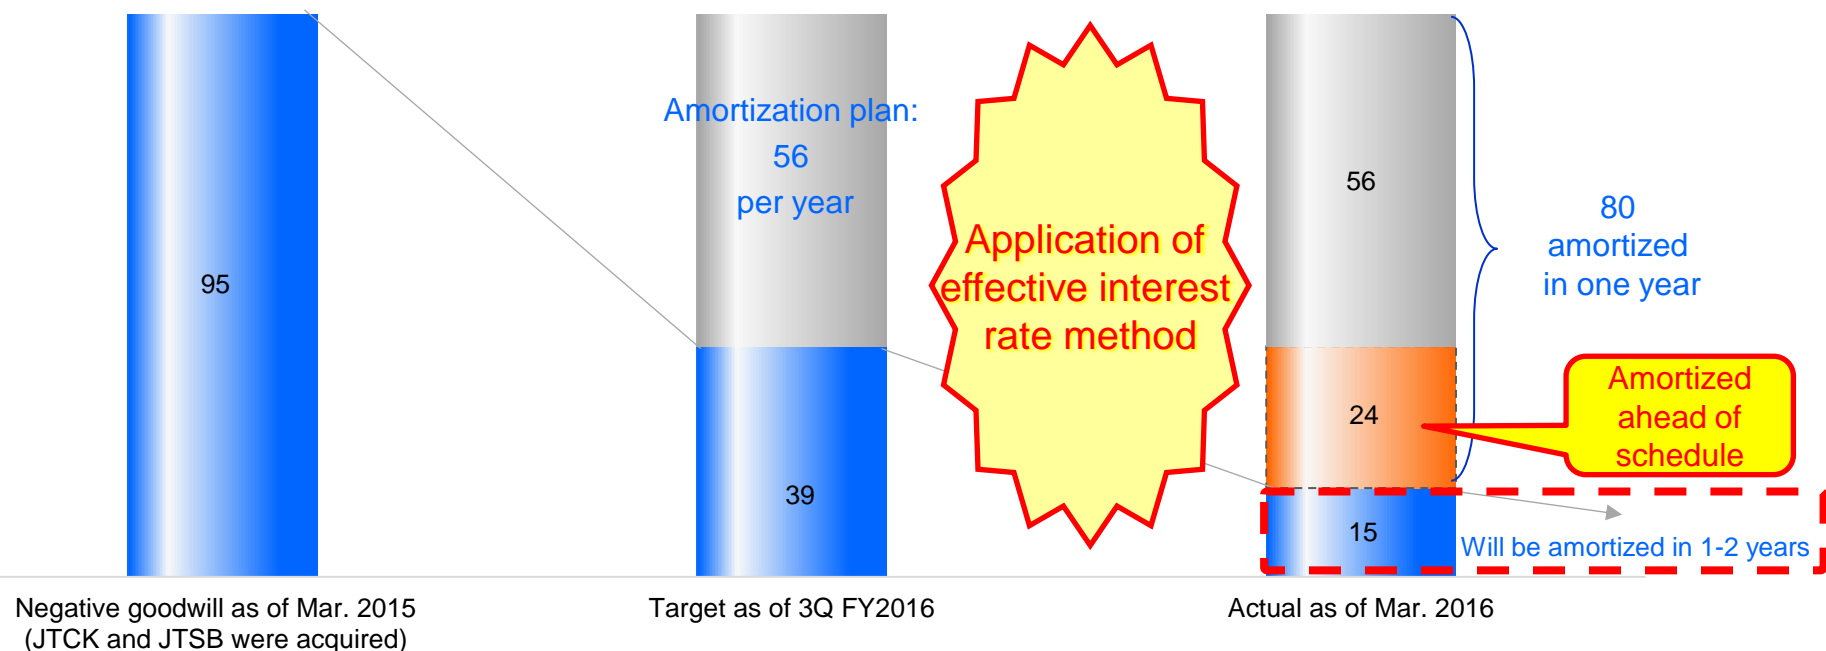 95
Negative goodwill as of Mar. 2015
(JTCK and JTSB were acquired)
Amortization plan:
56
per year
39
Target as of 3Q FY2016
Application of
effective interest
rate method
56
24
15
Actual as of Mar. 2016
80
amortized
in one year
Amortized
ahead of
schedule
Will be amortized in 1-2 years